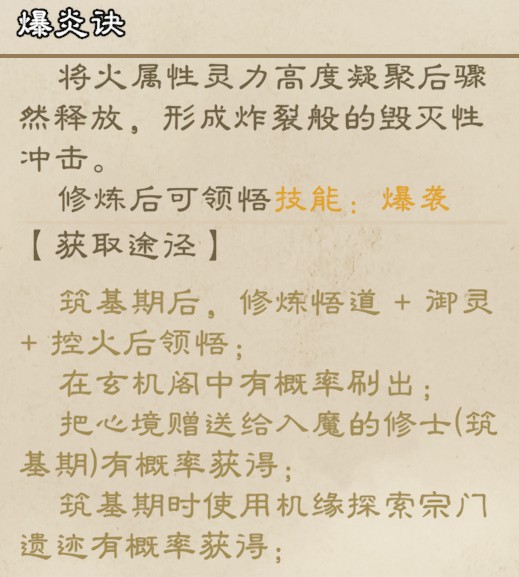 爆炎诀
将火属性灵力高度凝聚后骤
然释放，形成炸裂般的毁灭性
冲击。
修炼后可领悟技能：爆袭
【获取途径】
筑基期后，修炼悟道 + 御灵
+ 控火后领悟；
在玄机阁中有概率刷出；
把心境赠送给入魔的修士(筑
基期)有概率获得；
筑基期时使用机缘探索宗门
遗迹有概率获得；